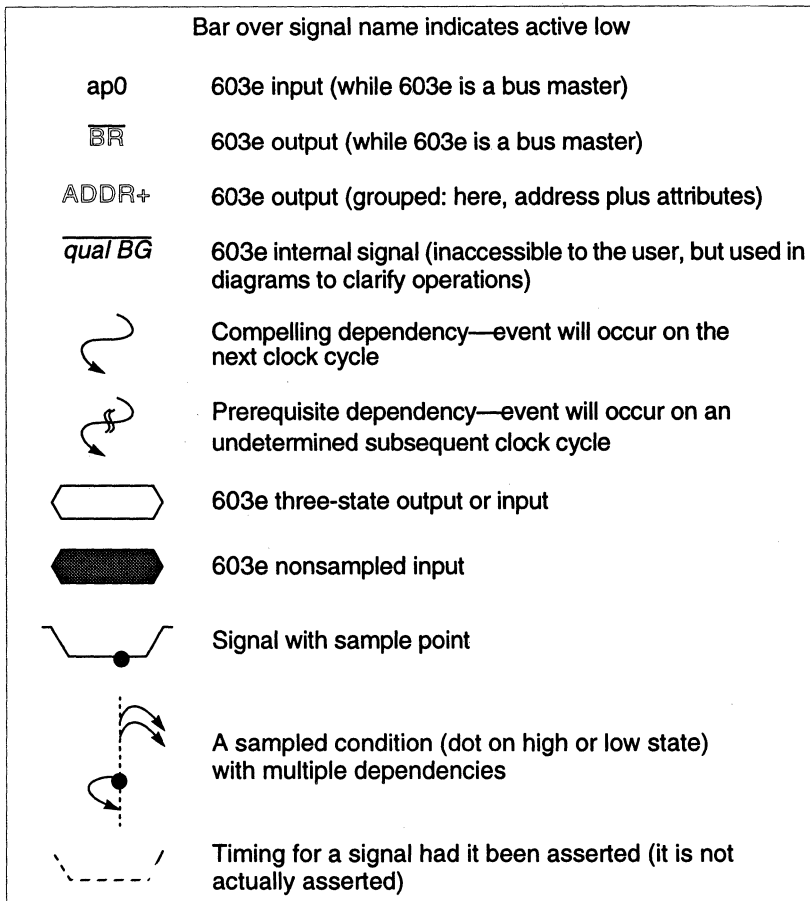 Bar over signal name indicates active low
ap0 603e input (while 603e is a bus master)
B̅R̅ 603e output (while 603e is a bus master)
ADDR+ 603e output (grouped: here, address plus attributes)
q̅u̅a̅l̅ ̅B̅G̅ 603e internal signal (inaccessible to the user, but used in
diagrams to clarify operations)
Compelling dependency—event will occur on the
next clock cycle
Prerequisite dependency—event will occur on an
undetermined subsequent clock cycle
603e three-state output or input
603e nonsampled input
Signal with sample point
A sampled condition (dot on high or low state)
with multiple dependencies
Timing for a signal had it been asserted (it is not
actually asserted)